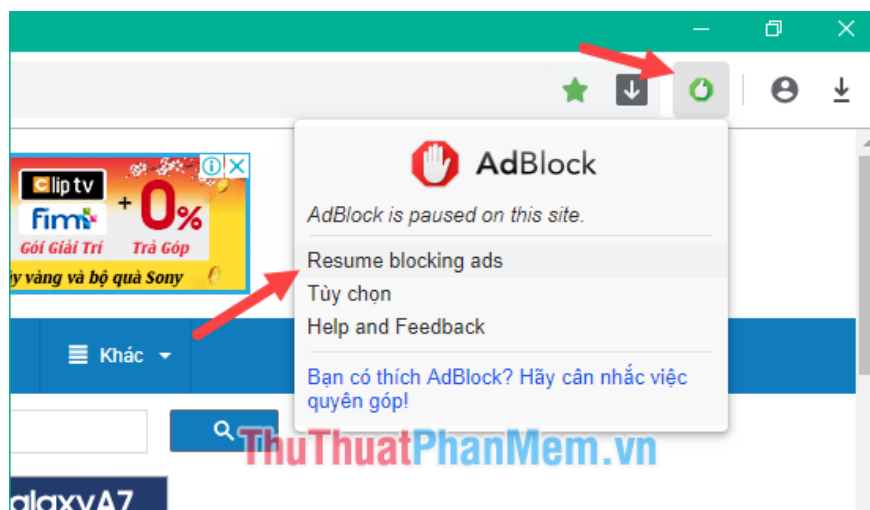 AdBlock
AdBlock is paused on this site.
Clip tv
+
0%
fim+
Gói Giải Trí
Trả Góp
vàng và bộ quà Sony
Resume blocking ads
Tùy chọn
Help and Feedback
Khác
Bạn có thích AdBlock? Hãy cân nhắc việc
quyên góp!
ThuThuatPhanMem.vn
alaxyA7